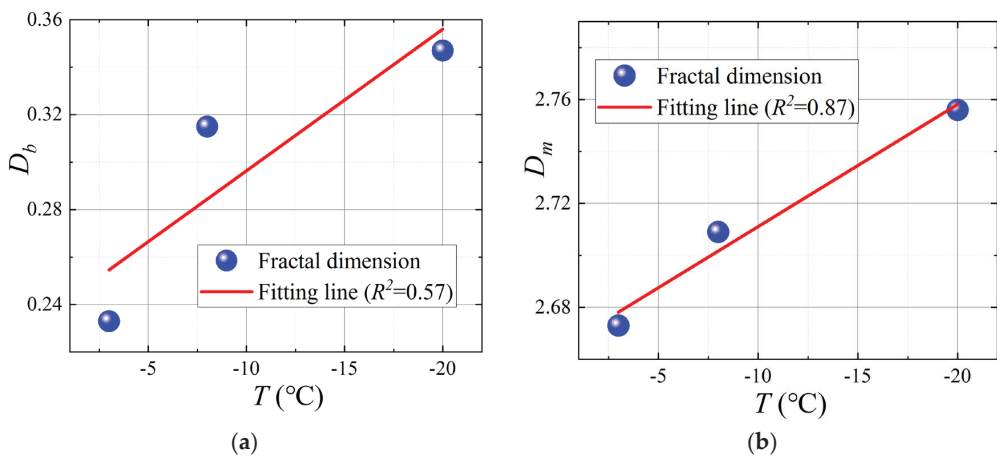 0.36
0.32
0.28
0.24
D_b
Fractal dimension
Fitting line (R²=0.57)
-5
-10
-15
-20
T (°C)
(a)
2.76
2.72
2.68
D_m
Fractal dimension
Fitting line (R²=0.87)
-5
-10
-15
-20
T (°C)
(b)